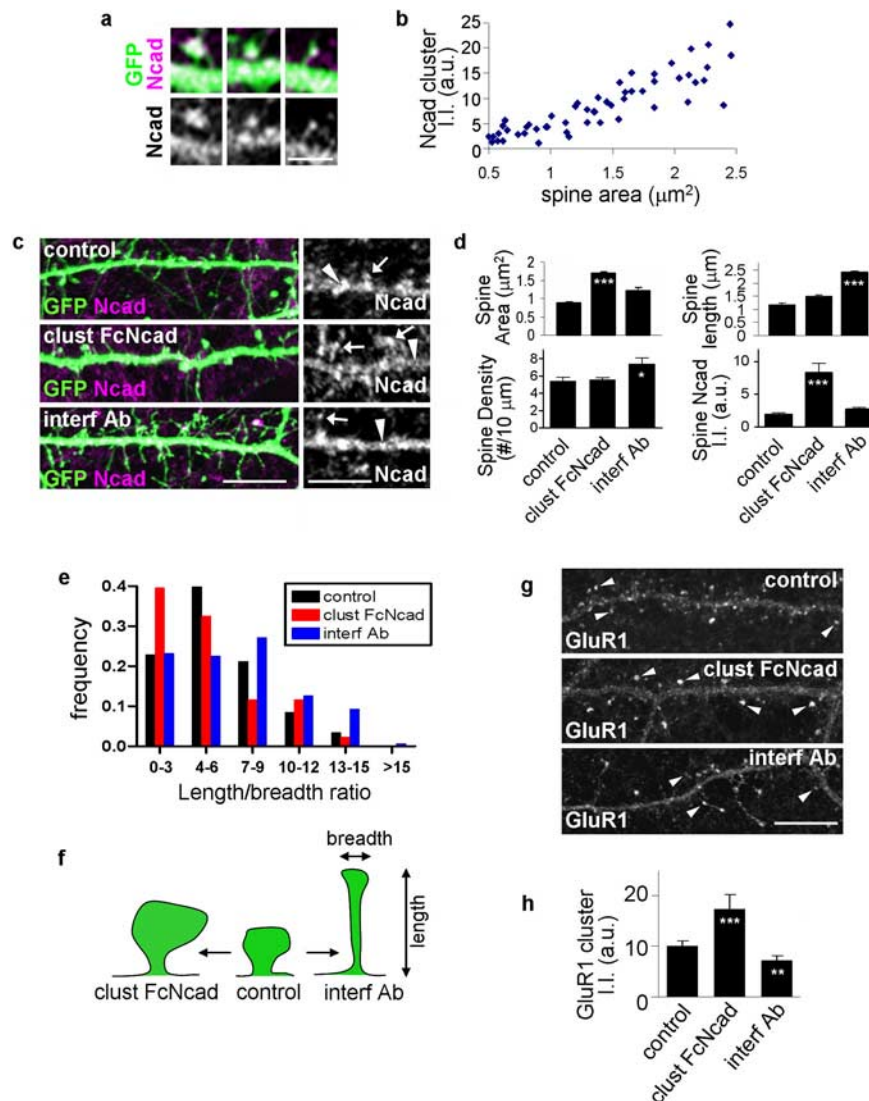 a
GFP
Ncad
Ncad
b
Ncad cluster
I.I. (a.u.)
25
20
15
10
5
0
0.5
1
1.5
2
2.5
spine area (μm²)
c
control
GFP Ncad
Ncad
clust FcNcad
GFP Ncad
Ncad
interf Ab
GFP Ncad
Ncad
d
Spine
Area (μm²)
2
1.5
1
0.5
0
***
Spine
length (μm)
2.5
1.5
0.5
***
Spine Density
(#/10 μm)
8
6
4
2
0
*
control
clust FcNcad
interf Ab
Spine Ncad
I.I. (a.u.)
10
5
0
***
control
clust FcNcad
interf Ab
e
frequency
0.4
0.3
0.2
0.1
0.0
control
clust FcNcad
interf Ab
0-3
4-6
7-9
10-12
13-15
>15
Length/breadth ratio
f
breadth
length
clust FcNcad
control
interf Ab
g
control
GluR1
clust FcNcad
GluR1
interf Ab
GluR1
h
GluR1 cluster
I.I. (a.u.)
20
10
0
***
**
control
clust FcNcad
interf Ab